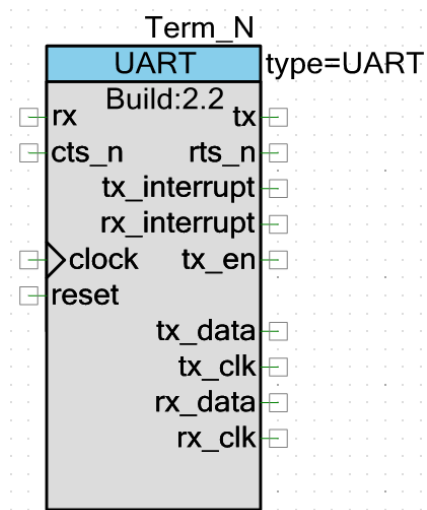 Term_N
UART type=UART
Build:2.2
rx tx
cts_n rts_n
tx_interrupt
rx_interrupt
clock tx_en
reset
tx_data
tx_clk
rx_data
rx_clk